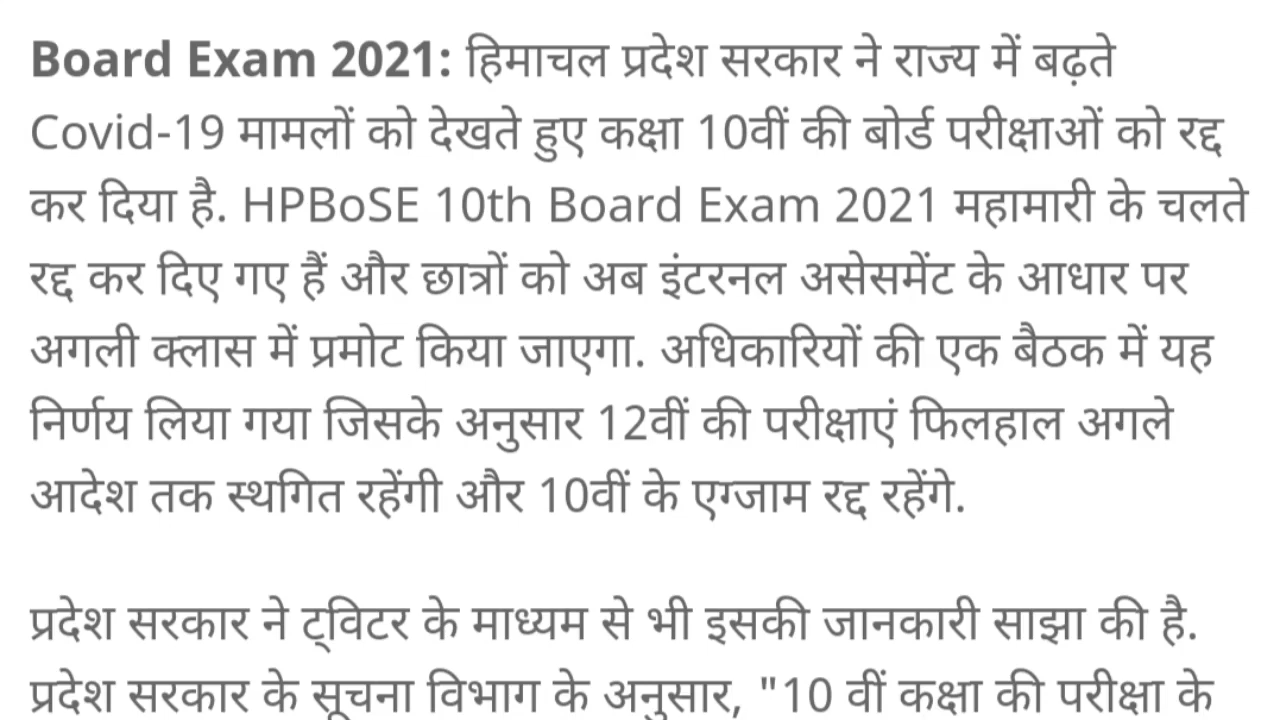 Board Exam 2021: हिमाचल प्रदेश सरकार ने राज्य में बढ़ते
Covid-19 मामलों को देखते हुए कक्षा 10वीं की बोर्ड परीक्षाओं को रद्द
कर दिया है. HPBoSE 10th Board Exam 2021 महामारी के चलते
रद्द कर दिए गए हैं और छात्रों को अब इंटरनल असेसमेंट के आधार पर
अगली क्लास में प्रमोट किया जाएगा. अधिकारियों की एक बैठक में यह
निर्णय लिया गया जिसके अनुसार 12वीं की परीक्षाएं फिलहाल अगले
आदेश तक स्थगित रहेंगी और 10वीं के एग्जाम रद्द रहेंगे.
प्रदेश सरकार ने ट्विटर के माध्यम से भी इसकी जानकारी साझा की है.
प्रदेश सरकार के सूचना विभाग के अनुसार, "10 वीं कक्षा की परीक्षा के